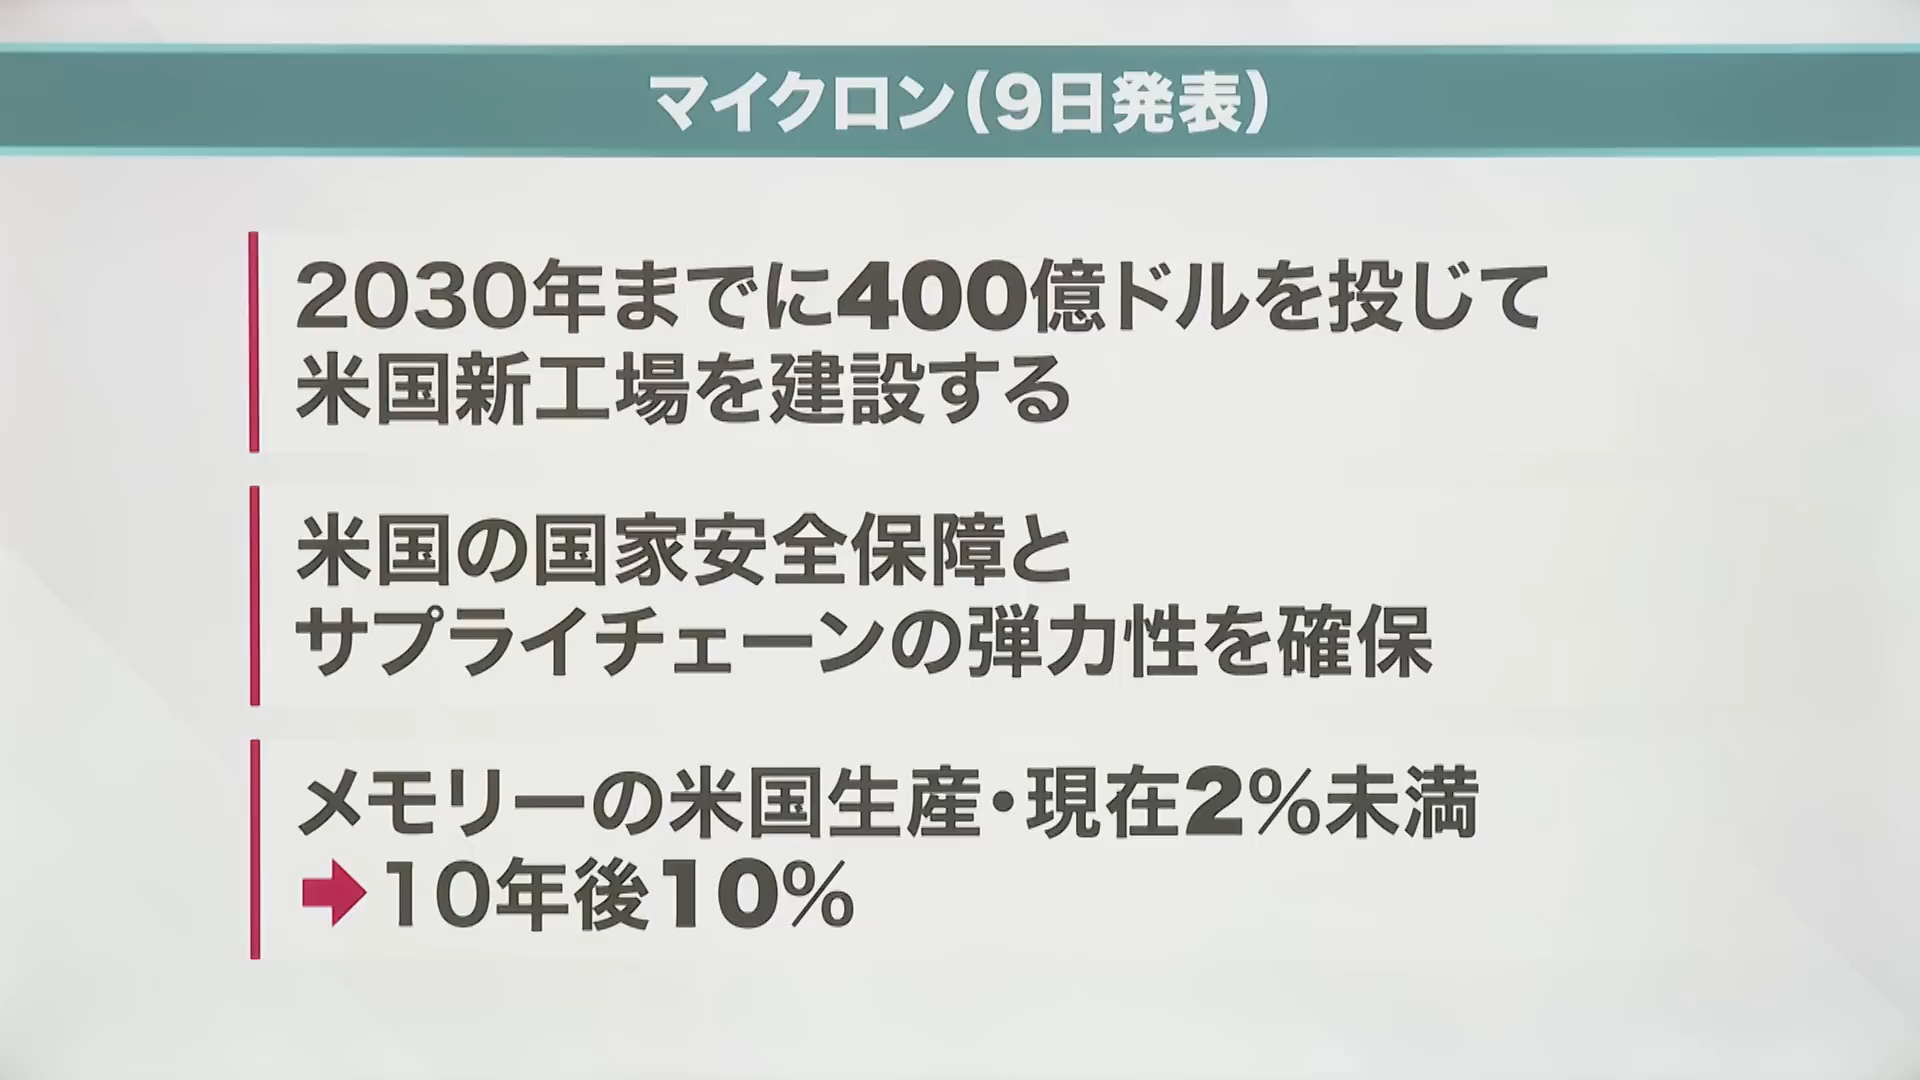 マイクロン(9日発表)
2030年までに400億ドルを投じて
米国新工場を建設する
米国の国家安全保障と
サプライチェーンの弾力性を確保
メモリーの米国生産・現在2%未満
➡10年後10%